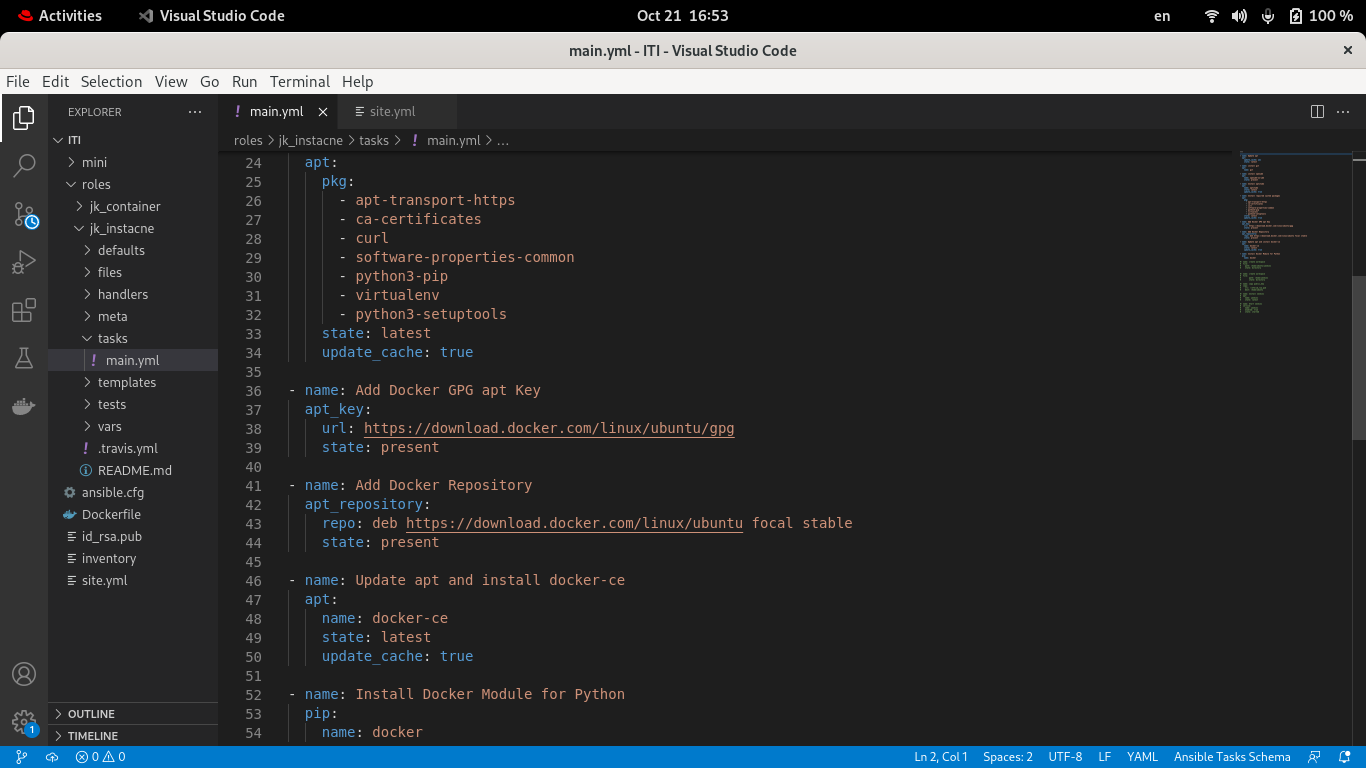 Activities Visual Studio Code Oct 21 16:53 en 100 %
main.yml - ITI - Visual Studio Code ×
File Edit Selection View Go Run Terminal Help
EXPLORER ···
ITI
mini
roles
jk_container
jk_instacne
defaults
files
handlers
meta
tasks
! main.yml
templates
tests
vars
! .travis.yml
README.md
ansible.cfg
Dockerfile
id_rsa.pub
inventory
site.yml
OUTLINE
TIMELINE
1
! main.yml × site.yml ···
roles > jk_instacne > tasks > ! main.yml > ...
24 apt:
25 pkg:
26 - apt-transport-https
27 - ca-certificates
28 - curl
29 - software-properties-common
30 - python3-pip
31 - virtualenv
32 - python3-setuptools
33 state: latest
34 update_cache: true
35
36 - name: Add Docker GPG apt Key
37 apt_key:
38 url: https://download.docker.com/linux/ubuntu/gpg
39 state: present
40
41 - name: Add Docker Repository
42 apt_repository:
43 repo: deb https://download.docker.com/linux/ubuntu focal stable
44 state: present
45
46 - name: Update apt and install docker-ce
47 apt:
48 name: docker-ce
49 state: latest
50 update_cache: true
51
52 - name: Install Docker Module for Python
53 pip:
54 name: docker
0 0 Ln 2, Col 1 Spaces: 2 UTF-8 LF YAML Ansible Tasks Schema